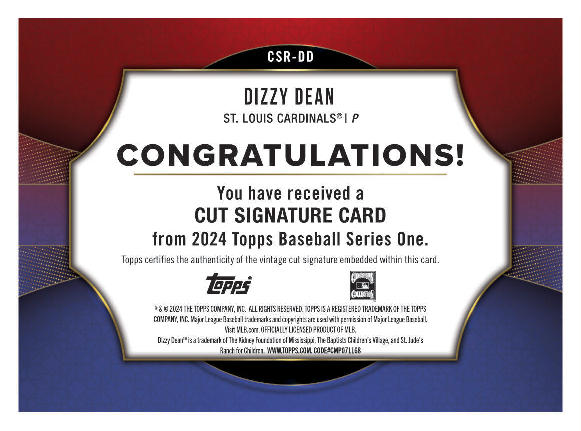 CSR-DD
DIZZY DEAN
ST. LOUIS CARDINALS® | P
CONGRATULATIONS!
You have received a
CUT SIGNATURE CARD
from 2024 Topps Baseball Series One.
Topps certifies the authenticity of the vintage cut signature embedded within this card.
Topps
® & © 2024 THE TOPPS COMPANY, INC. ALL RIGHTS RESERVED. TOPPS IS A REGISTERED TRADEMARK OF THE TOPPS
COMPANY, INC. Major League Baseball trademarks and copyrights are used with permission of Major League Baseball.
Visit MLB.com. OFFICIALLY LICENSED PRODUCT OF MLB.
Dizzy Dean™ is a trademark of The Kidney Foundation of Mississippi, The Baptists Children's Village, and St. Jude's
Ranch for Children. WWW.TOPPS.COM. CODE#CMP071168